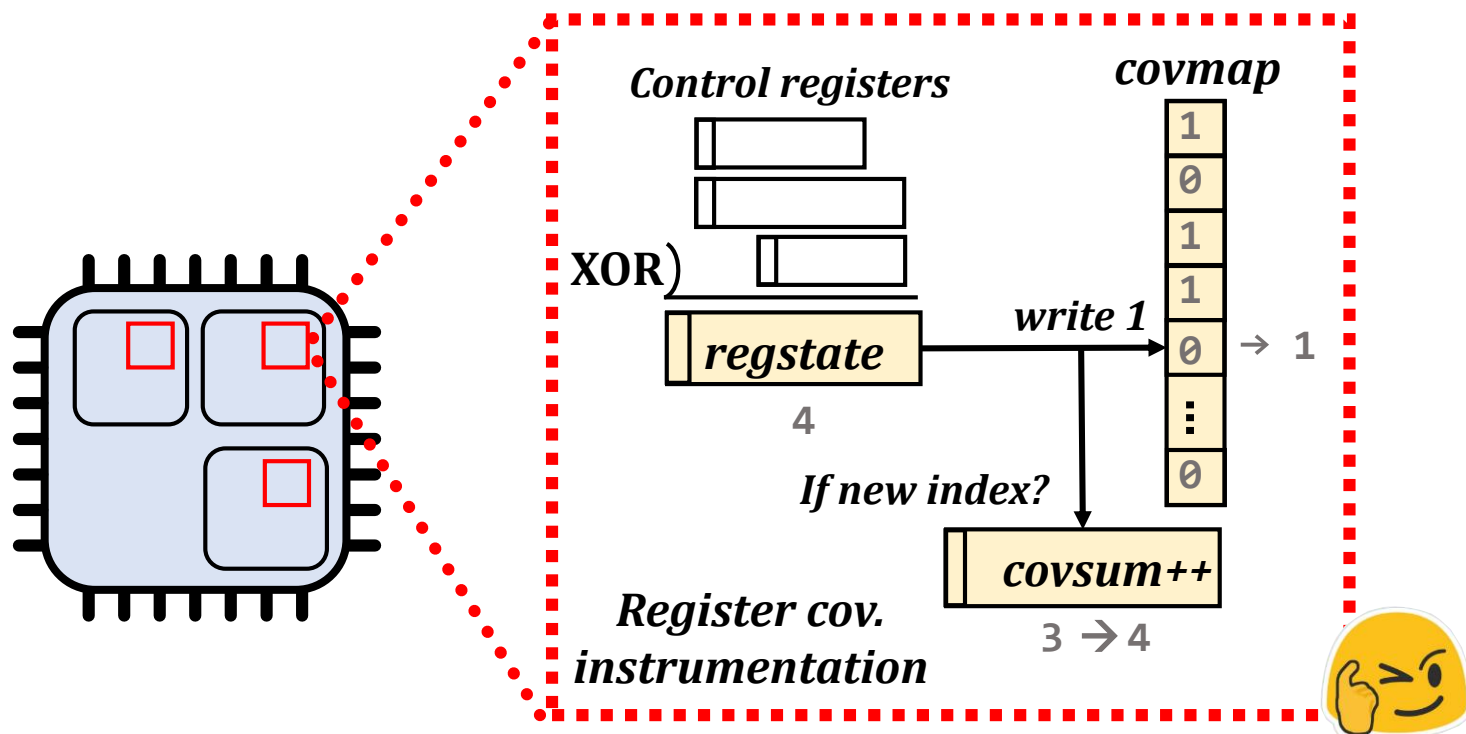 Control registers
covmap
1
0
1
1
0 → 1
⋮
0
XOR)
regstate
4
write 1
If new index?
covsum++
3 → 4
Register cov.
instrumentation